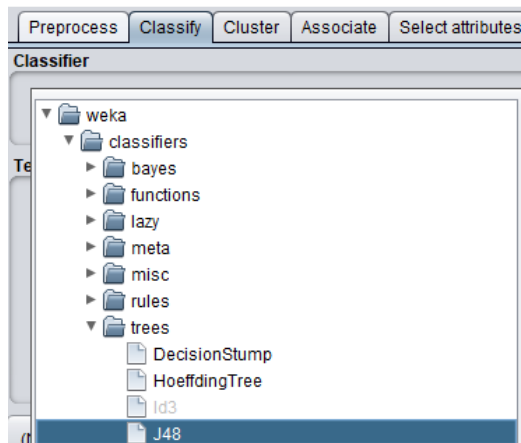 Preprocess Classify Cluster Associate Select attributes
Classifier
weka
classifiers
Te
bayes
functions
lazy
meta
misc
rules
trees
DecisionStump
HoeffdingTree
Id3
J48